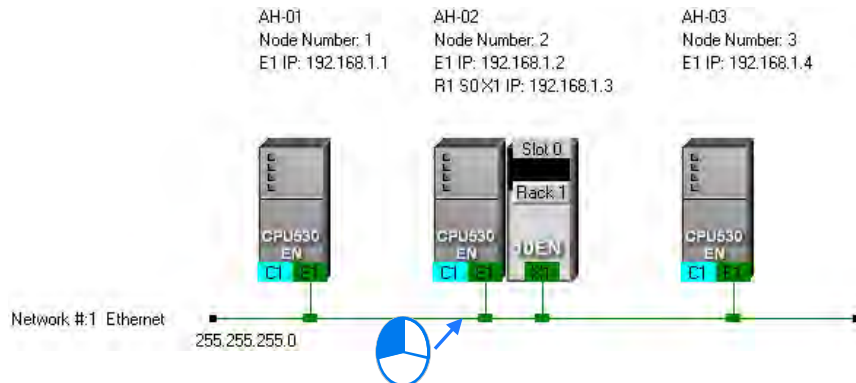 AH-01
Node Number: 1
E1 IP: 192.168.1.1
AH-02
Node Number: 2
E1 IP: 192.168.1.2
R1 S0 X1 IP: 192.168.1.3
AH-03
Node Number: 3
E1 IP: 192.168.1.4
CPU530
EN
C1 E1
CPU530
EN
C1 E1
Slot 0
Rack 1
10EN
X1
CPU530
EN
C1 E1
Network #:1 Ethernet
255.255.255.0